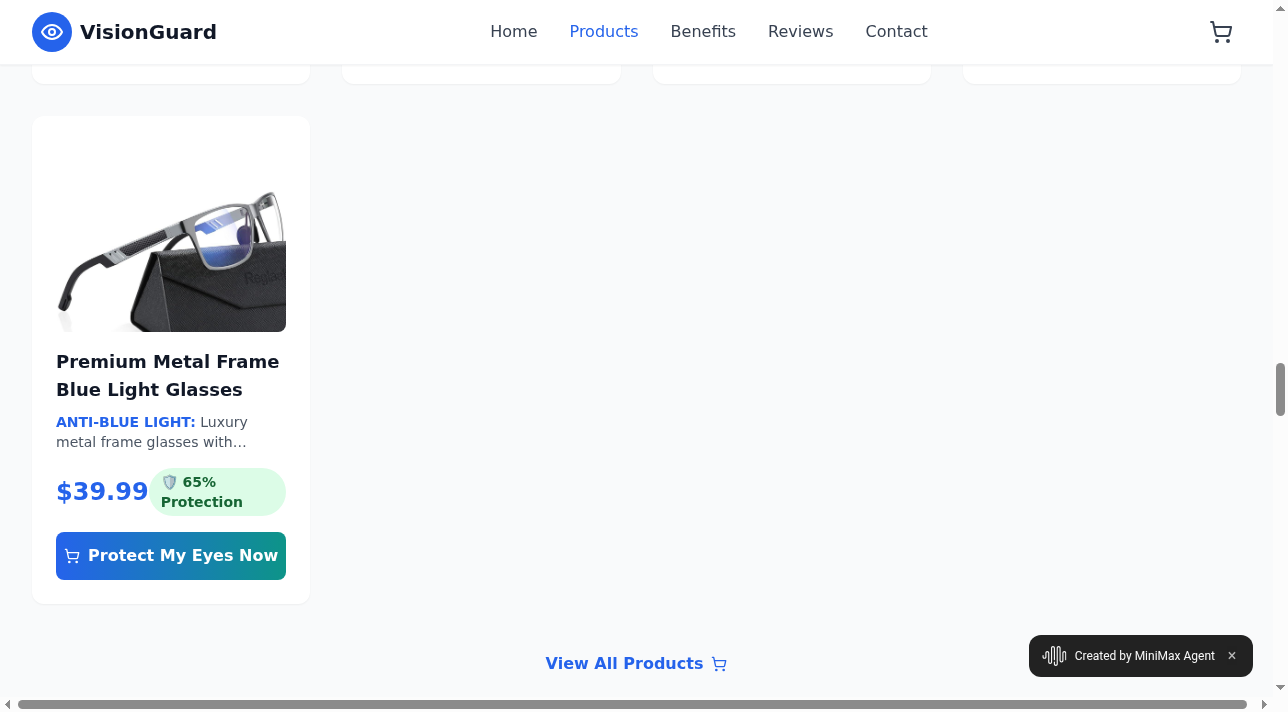 VisionGuard
Home
Products
Benefits
Reviews
Contact
Premium Metal Frame
Blue Light Glasses
ANTI-BLUE LIGHT: Luxury
metal frame glasses with...
$39.99
🛡️ 65%
Protection
Protect My Eyes Now
View All Products
Created by MiniMax Agent ×